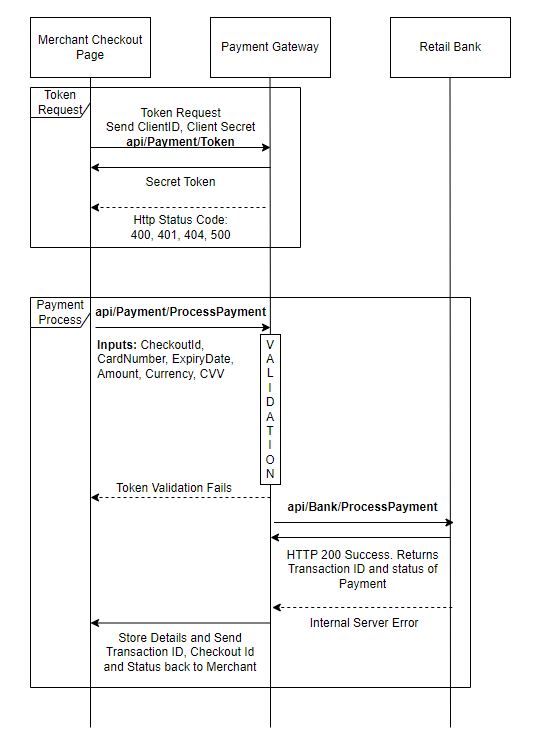 Merchant Checkout
Page
Payment Gateway
Retail Bank
Token
Request
Token Request
Send ClientID, Client Secret
api/Payment/Token
Secret Token
Http Status Code:
400, 401, 404, 500
Payment
Process
api/Payment/ProcessPayment
Inputs: CheckoutId,
CardNumber, ExpiryDate,
Amount, Currency, CVV
V
A
L
I
D
A
T
I
O
N
Token Validation Fails
api/Bank/ProcessPayment
HTTP 200 Success. Returns
Transaction ID and status of
Payment
Internal Server Error
Store Details and Send
Transaction ID, Checkout Id
and Status back to Merchant